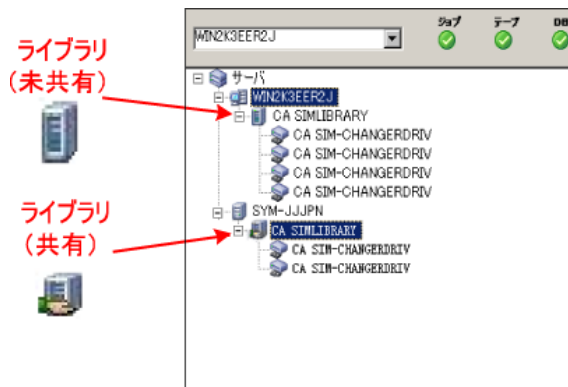 WIN2K3EER2J
ジョブ
テープ
DB
ライブラリ
(未共有)
サーバ
WIN2K3EER2J
CA SIMLIBRARY
CA SIM-CHANGERDRIV
CA SIM-CHANGERDRIV
CA SIM-CHANGERDRIV
CA SIM-CHANGERDRIV
ライブラリ
(共有)
SYM-JJJPN
CA SIMLIBRARY
CA SIM-CHANGERDRIV
CA SIM-CHANGERDRIV